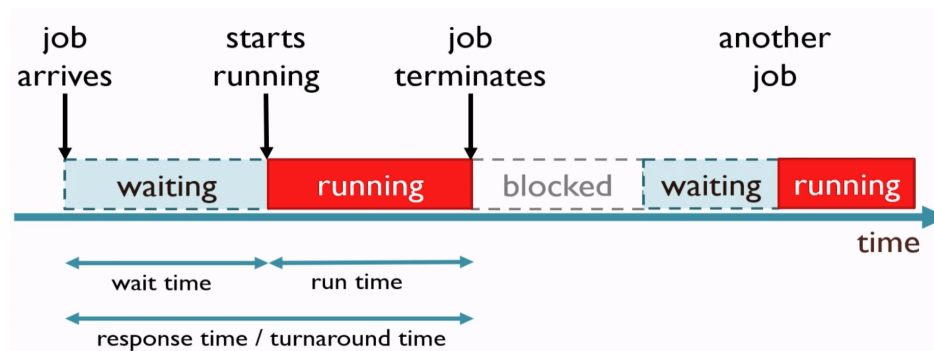 job
arrives
starts
running
job
terminates
another
job
waiting
running
blocked
waiting
running
time
wait time
run time
response time / turnaround time